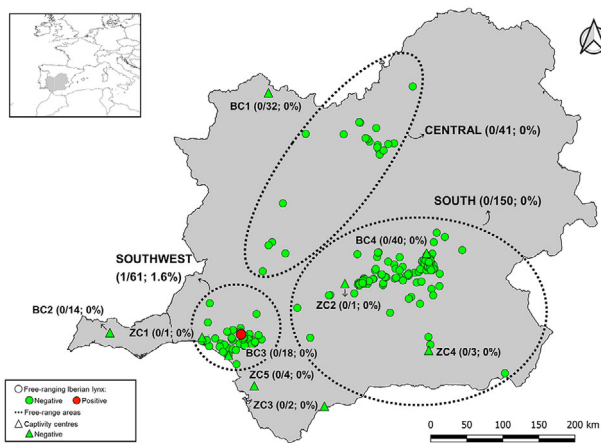 BC1 (0/32; 0%)
CENTRAL (0/41; 0%)
SOUTH (0/150; 0%)
BC4 (0/40; 0%)
SOUTHWEST
(1/61; 1.6%)
ZC2 (0/1; 0%)
BC2 (0/14; 0%)
ZC1 (0/1; 0%)
BC3 (0/18; 0%)
ZC4 (0/3; 0%)
ZC5 (0/4; 0%)
ZC3 (0/2; 0%)
Free-ranging Iberian lynx:
Negative Positive
Free-range areas
Captivity centres
Negative
0 50 100 150 200 km